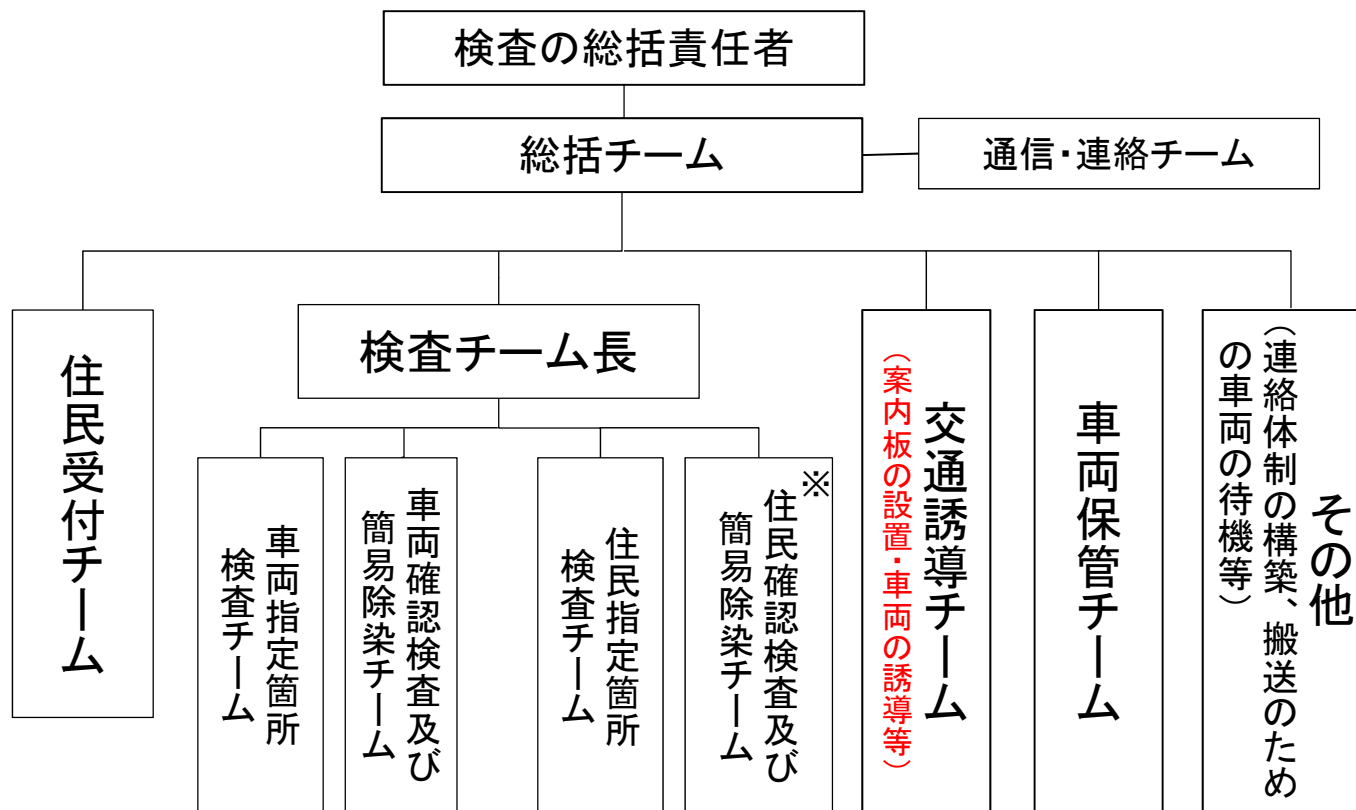 検査の総括責任者
総括チーム
通信・連絡チーム
住民受付チーム
検査チーム長
車両指定箇所
検査チーム
車両確認検査及び
簡易除染チーム
住民指定箇所
検査チーム
※
住民確認検査及び
簡易除染チーム
交通誘導チーム
（案内板の設置・車両の誘導等）
車両保管チーム
その他
（連絡体制の構築、搬送のため
の車両の待機等）